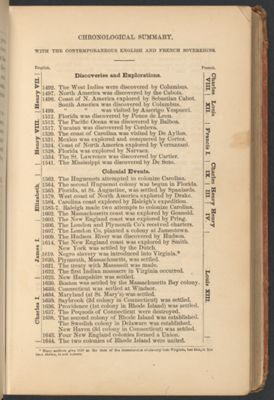 CHRONOLOGICAL SUMMARY,
WITH THE CONTEMPORANEOUS ENGLISH AND FRENCH SOVEREIGNS.
English.
French.
Discoveries and Explorations.
1492. The West Indies were discovered by Columbus.
1497. North America was discovered by the Cabots.
1498. Coast of N. America explored by Sebastian Cabot.
South America was discovered by Columbus.
1499. " " was visited by Amerigo Vespucci.
1512. Florida was discovered by Ponce de Leon.
1513. The Pacific Ocean was discovered by Balboa.
1517. Yucatan was discovered by Cordova.
1520. The coast of Carolina was visited by De Ayllon.
1521. Mexico was explored and conquered by Cortez.
1524. Coast of North America explored by Verrazzani.
1528. Florida was explored by Narvaez.
1534. The St. Lawrence was discovered by Cartier.
1541. The Mississippi was discovered by De Soto.
Colonial Events.
1562. The Huguenots attempted to colonize Carolina.
1564. The second Huguenot colony was begun in Florida.
1565. Florida, at St. Augustine, was settled by Spaniards.
1579. West coast of North America explored by Drake.
1584. Carolina coast explored by Raleigh's expedition.
1585-7. Raleigh made two attempts to colonize Carolina.
1602. The Massachusetts coast was explored by Gosnold.
1603. The New England coast was explored by Pring.
1606. The London and Plymouth Co's received charters.
1607. The London Co. planted a colony at Jamestown.
1609. The Hudson River was discovered by Hudson.
1614. The New England coast was explored by Smith.
New York was settled by the Dutch.
1619. Negro slavery was introduced into Virginia.*
1620. Plymouth, Massachusetts, was settled.
1621. The treaty with Massasoit was made.
1622. The first Indian massacre in Virginia occurred.
1623. New Hampshire was settled.
1630. Boston was settled by the Massachusetts Bay colony.
1633. Connecticut was settled at Windsor.
1634. Maryland (at St. Mary's) was settled.
1635. Saybrook (2d colony in Connecticut) was settled.
1636. Providence (1st colony in Rhode Island) was settled.
1637. The Pequods of Connecticut were destroyed.
1638. The second colony of Rhode Island was established.
The Swedish colony in Delaware was established.
New Haven (3d colony in Connecticut) was settled.
1643. Four New England colonies formed a Union.
1644. The two colonies of Rhode Island were united.
Henry VII.
Henry VIII.
Elizabeth.
James I.
Charles I.
Charles VIII
Louis XII
Francis I.
Charles IX
Henry III
Henry IV
Louis XIII.